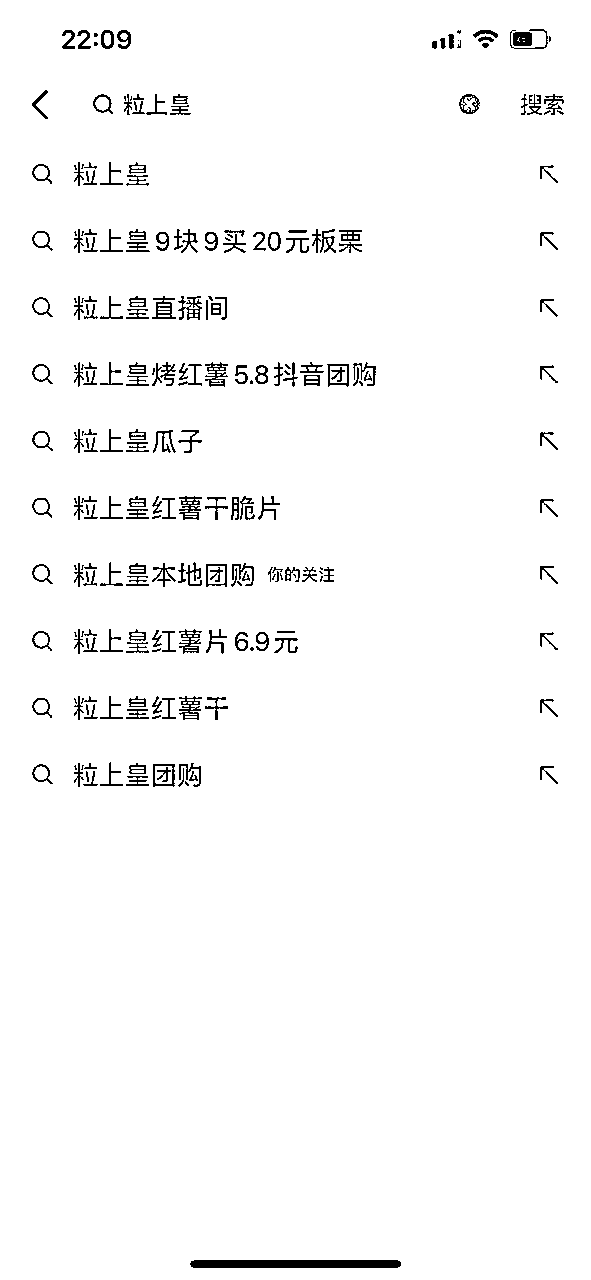 22:09
粒上皇 搜索
粒上皇
粒上皇9块9买20元板栗
粒上皇直播间
粒上皇烤红薯5.8抖音团购
粒上皇瓜子
粒上皇红薯干脆片
粒上皇本地团购 你的关注
粒上皇红薯片6.9元
粒上皇红薯干
粒上皇团购